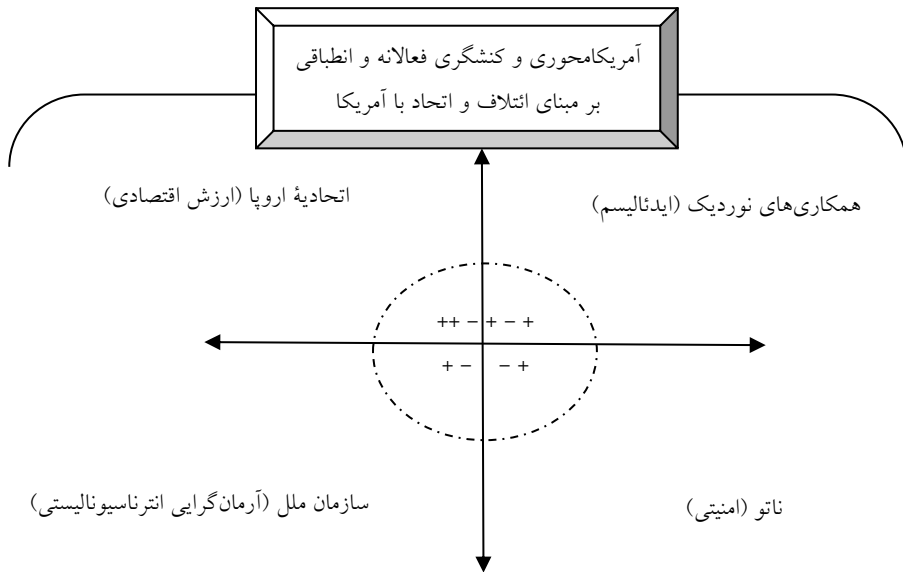 آمریکامحوری و کنشگری فعالانه و انطباقی
بر مبنای ائتلاف و اتحاد با آمریکا
همکاری‌های نوردیک (ایدئالیسم)
اتحادیهٔ اروپا (ارزش اقتصادی)
++ − + − +
+ − − +
ناتو (امنیتی)
سازمان ملل (آرمان‌گرایی انترناسیونالیستی)